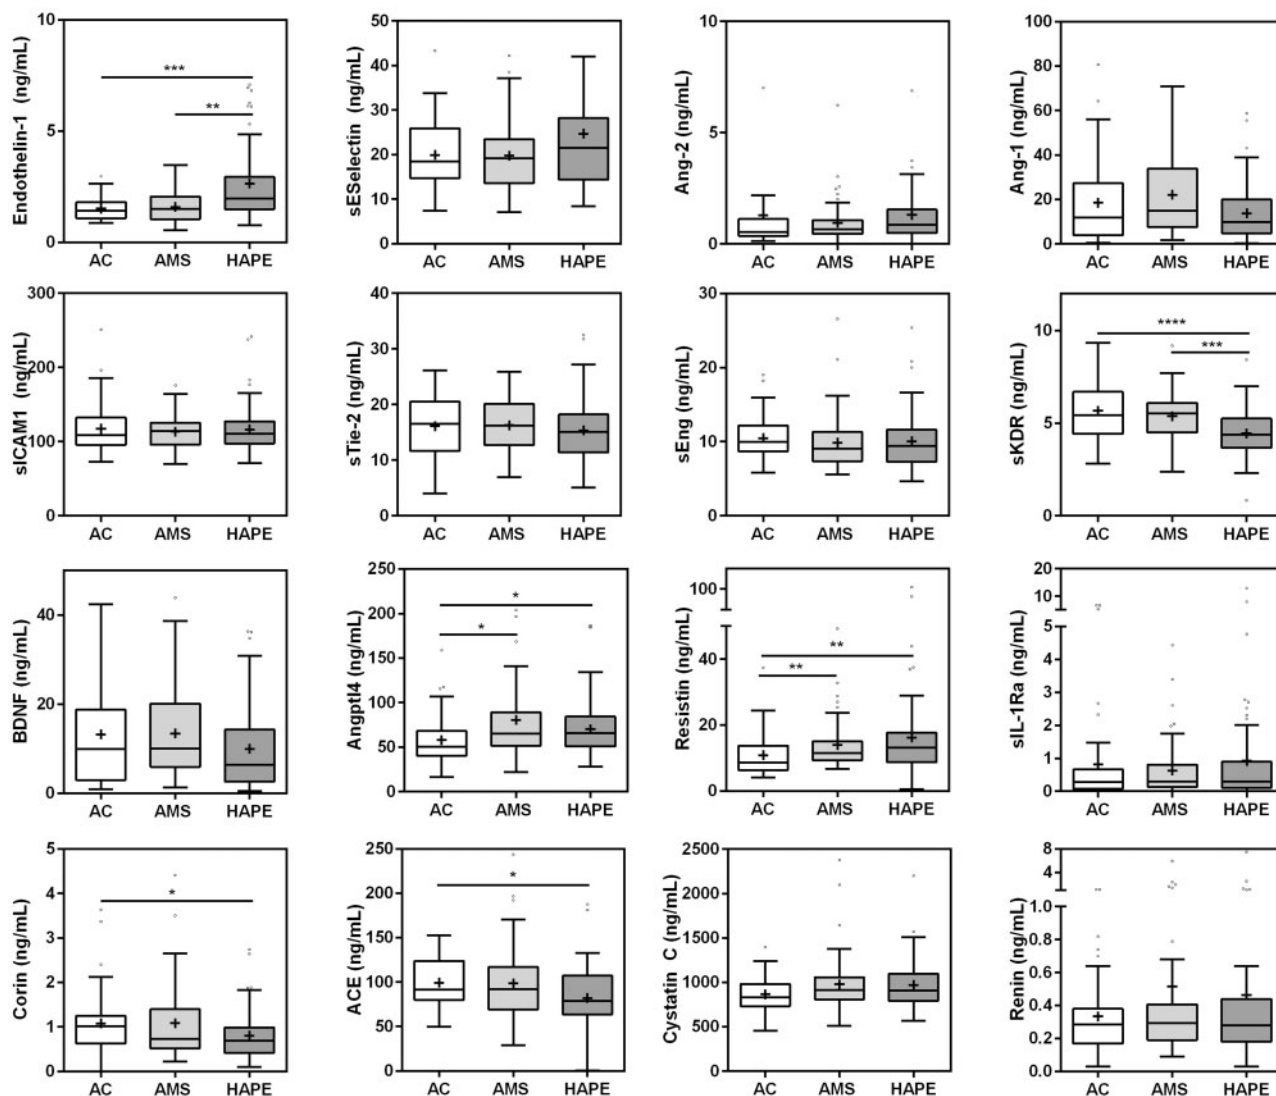 Endothelin-1 (ng/mL)
10
5
0
***
**
AC AMS HAPE
sESelectin (ng/mL)
50
40
30
20
10
0
AC AMS HAPE
Ang-2 (ng/mL)
10
5
0
AC AMS HAPE
Ang-1 (ng/mL)
100
80
60
40
20
0
AC AMS HAPE
sICAM1 (ng/mL)
300
200
100
0
AC AMS HAPE
sTie-2 (ng/mL)
40
30
20
10
0
AC AMS HAPE
sEng (ng/mL)
30
20
10
0
AC AMS HAPE
sKDR (ng/mL)
10
5
0
****
***
AC AMS HAPE
BDNF (ng/mL)
40
20
0
AC AMS HAPE
Angptl4 (ng/mL)
250
200
150
100
50
0
*
*
AC AMS HAPE
Resistin (ng/mL)
100
40
20
0
**
**
AC AMS HAPE
sIL-1Ra (ng/mL)
20
15
10
5
5
4
3
2
1
0
AC AMS HAPE
Corin (ng/mL)
5
4
3
2
1
0
*
AC AMS HAPE
ACE (ng/mL)
250
200
150
100
50
0
*
AC AMS HAPE
Cystatin C (ng/mL)
2500
2000
1500
1000
500
0
AC AMS HAPE
Renin (ng/mL)
8
4
2
1.0
0.8
0.6
0.4
0.2
0.0
AC AMS HAPE